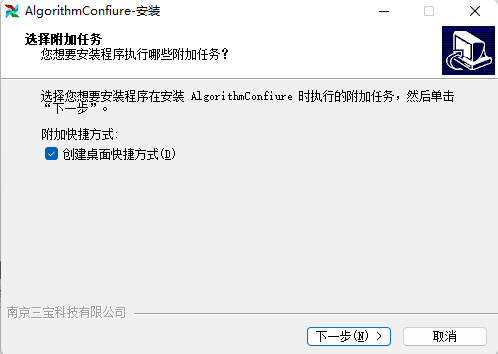 AlgorithmConfiure-安装
选择附加任务
您想要安装程序执行哪些附加任务?
选择您想要安装程序在安装 AlgorithmConfiure 时执行的附加任务，然后单击
“下一步”。
附加快捷方式:
创建桌面快捷方式(D)
南京三宝科技有限公司
下一步(N) >
取消